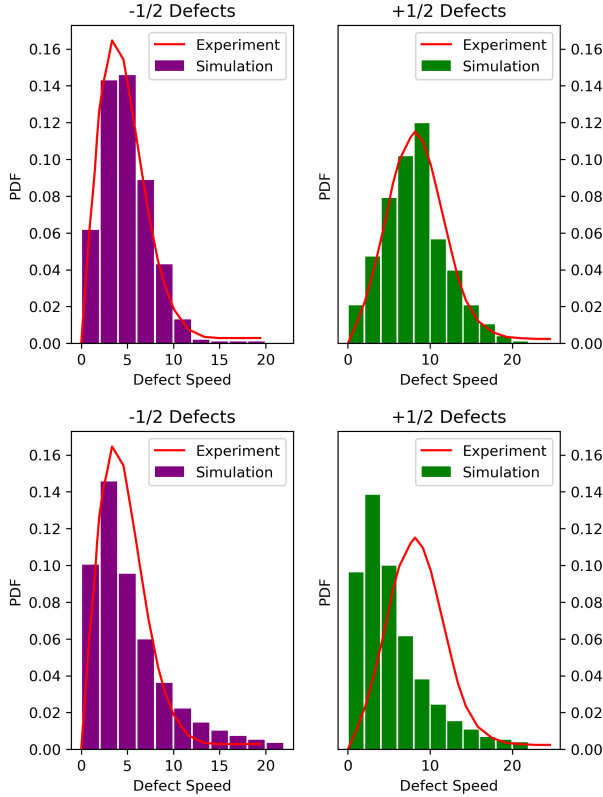 -1/2 Defects
Experiment
Simulation
PDF
0.16
0.14
0.12
0.10
0.08
0.06
0.04
0.02
0.00
0 5 10 15 20
Defect Speed
+1/2 Defects
Experiment
Simulation
PDF
0.16
0.14
0.12
0.10
0.08
0.06
0.04
0.02
0.00
0 10 20
Defect Speed
-1/2 Defects
Experiment
Simulation
PDF
0.16
0.14
0.12
0.10
0.08
0.06
0.04
0.02
0.00
0 5 10 15 20
Defect Speed
+1/2 Defects
Experiment
Simulation
PDF
0.16
0.14
0.12
0.10
0.08
0.06
0.04
0.02
0.00
0 10 20
Defect Speed